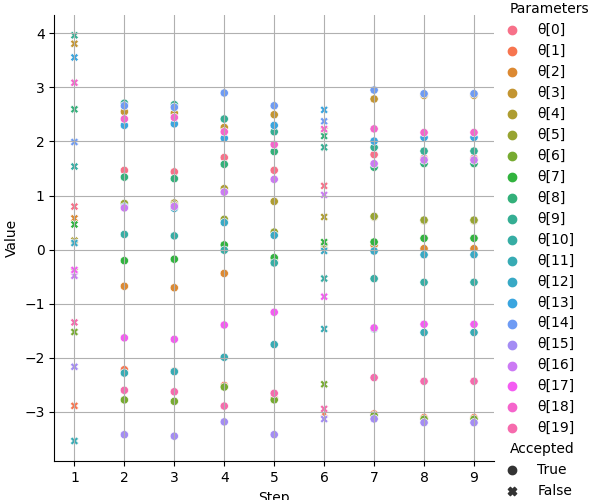 Parameters
θ[0]
θ[1]
θ[2]
θ[3]
θ[4]
θ[5]
θ[6]
θ[7]
θ[8]
θ[9]
θ[10]
θ[11]
θ[12]
θ[13]
θ[14]
θ[15]
θ[16]
θ[17]
θ[18]
θ[19]
Accepted
True
False
Value
4
3
2
1
0
−1
−2
−3
1 2 3 4 5 6 7 8 9
Step